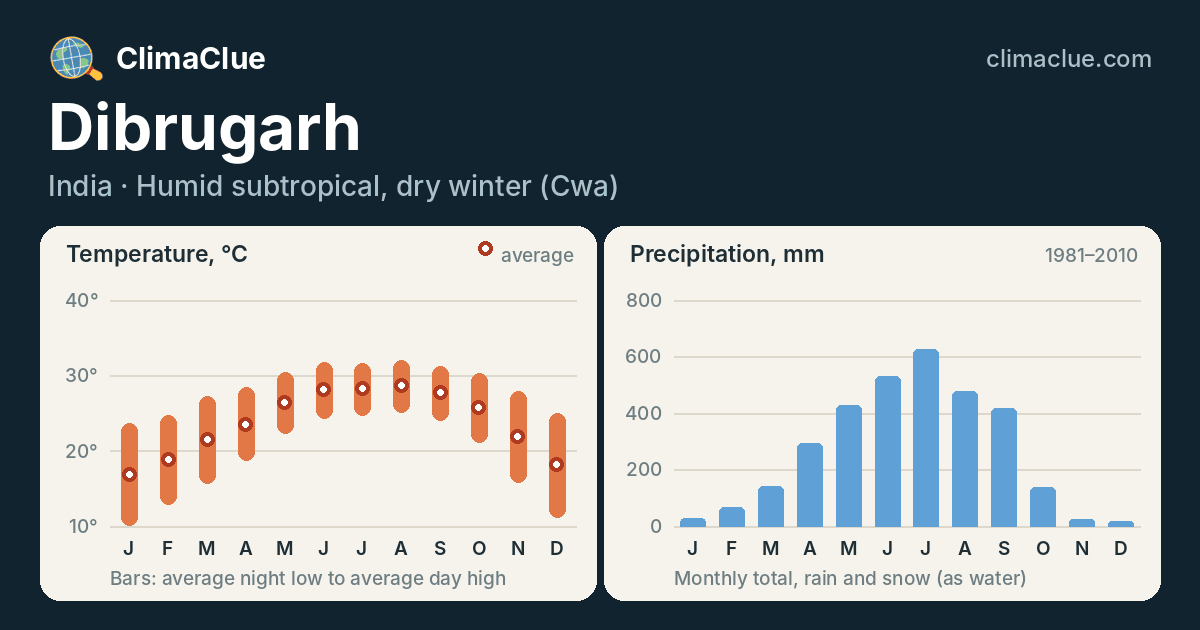 ClimaClue
climaclue.com
Dibrugarh
India · Humid subtropical, dry winter (Cwa)
Temperature, °C
average
40°
30°
20°
10°
J F M A M J J A S O N D
Bars: average night low to average day high
Precipitation, mm
1981–2010
800
600
400
200
0
J F M A M J J A S O N D
Monthly total, rain and snow (as water)